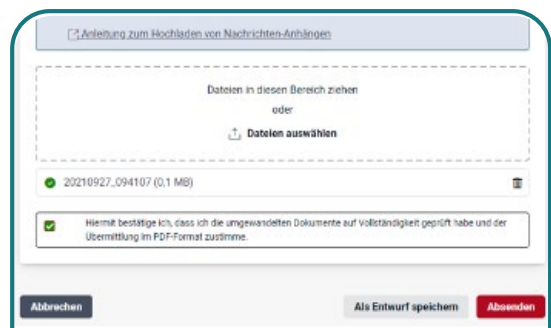 Anleitung zum Hochladen von Nachrichten-Anhängen
Dateien in diesen Bereich ziehen
oder
Dateien auswählen
20210927_094107 (0,1 MB)
Hiermit bestätige ich, dass ich die umgewandelten Dokumente auf Vollständigkeit geprüft habe und der
Übermittlung im PDF-Format zustimme.
Abbrechen
Als Entwurf speichern
Absenden